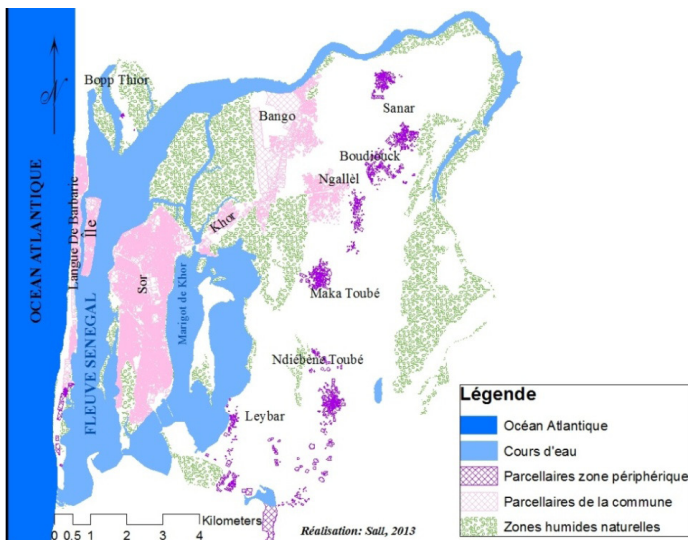 N
Bopp Thior
Sanar
Bango
Boudiouck
Ngallèl
Khor
OCEAN ATLANTIQUE
Langue De Barbarie
Île
FLEUVE SENEGAL
Sor
Marigot de Khor
Maka Toubé
Ndiébène Toubé
Leybar
Légende
Océan Atlantique
Cours d'eau
Parcellaires zone périphérique
Parcellaires de la commune
Zones humides naturelles
Kilometers
0 0.5 1 2 3 4
Réalisation: Sall, 2013